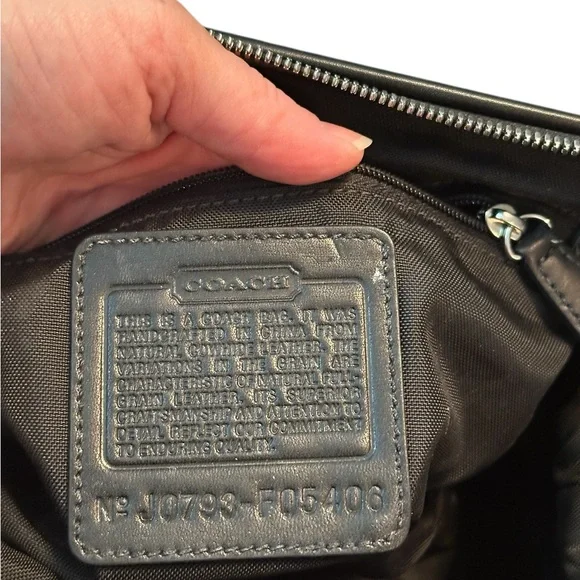 COACH
THIS IS A COACH BAG. IT WAS
HANDCRAFTED IN CHINA FROM
NATURAL COWHIDE LEATHER. THE
VARIATIONS IN THE GRAIN ARE
CHARACTERISTIC OF NATURAL FULL-
GRAIN LEATHER. ITS SUPERIOR
CRAFTSMANSHIP AND ATTENTION TO
DETAIL REFLECT OUR COMMITMENT
TO ENDURING QUALITY.
Nº J0793-F05406